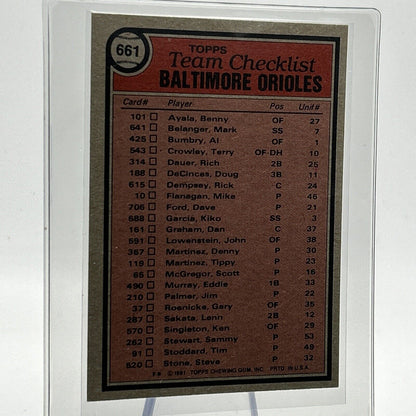 661
TOPPS
Team Checklist
BALTIMORE ORIOLES
Card# Player Pos Uni#
101 Ayala, Benny OF 27
641 Belanger, Mark SS 7
425 Bumbry, Al OF 1
543 Crowley, Terry OF-DH 10
314 Dauer, Rich 2B 25
188 DeCinces, Doug 3B 11
615 Dempsey, Rick C 24
10 Flanagan, Mike P 46
706 Ford, Dave P 21
688 Garcia, Kiko SS 3
161 Graham, Dan C 37
591 Lowenstein, John OF 38
367 Martinez, Denny P 30
119 Martinez, Tippy P 23
65 McGregor, Scott P 16
490 Murray, Eddie 1B 33
210 Palmer, Jim P 22
37 Roenicke, Gary OF 35
287 Sakata, Lenn 2B 12
570 Singleton, Ken OF 29
262 Stewart, Sammy P 53
91 Stoddard, Tim P 49
520 Stone, Steve P 32
© 1981 TOPPS CHEWING GUM, INC. PRTD IN U.S.A.